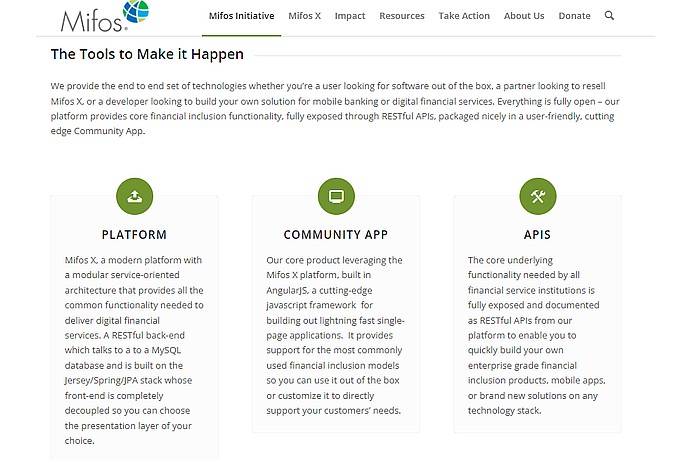 Mifos®
Mifos Initiative Mifos X Impact Resources Take Action About Us Donate
The Tools to Make it Happen
We provide the end to end set of technologies whether you’re a user looking for software out of the box, a partner looking to resell
Mifos X, or a developer looking to build your own solution for mobile banking or digital financial services. Everything is fully open – our
platform provides core financial inclusion functionality, fully exposed through RESTful APIs, packaged nicely in a user-friendly, cutting
edge Community App.
PLATFORM
Mifos X, a modern platform with
a modular service-oriented
architecture that provides all the
common functionality needed to
deliver digital financial
services. A RESTful back-end
which talks to a to a MySQL
database and is built on the
Jersey/Spring/JPA stack whose
front-end is completely
decoupled so you can choose
the presentation layer of your
choice.
COMMUNITY APP
Our core product leveraging the
Mifos X platform, built in
AngularJS, a cutting-edge
javascript framework for
building out lightning fast single-
page applications. It provides
support for the most commonly
used financial inclusion models
so you can use it out of the box
or customize it to directly
support your customers’ needs.
APIS
The core underlying
functionality needed by all
financial service institutions is
fully exposed and documented
as RESTful APIs from our
platform to enable you to
quickly build your own
enterprise grade financial
inclusion products, mobile apps,
or brand new solutions on any
technology stack.